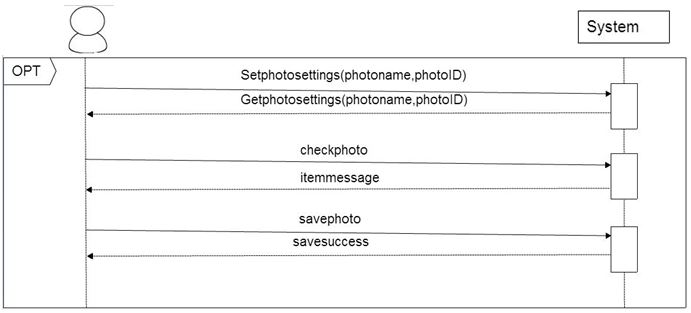 System
OPT
Setphotosettings(photoname,photoID)
Getphotosettings(photoname,photoID)
checkphoto
itemmessage
savephoto
savesuccess